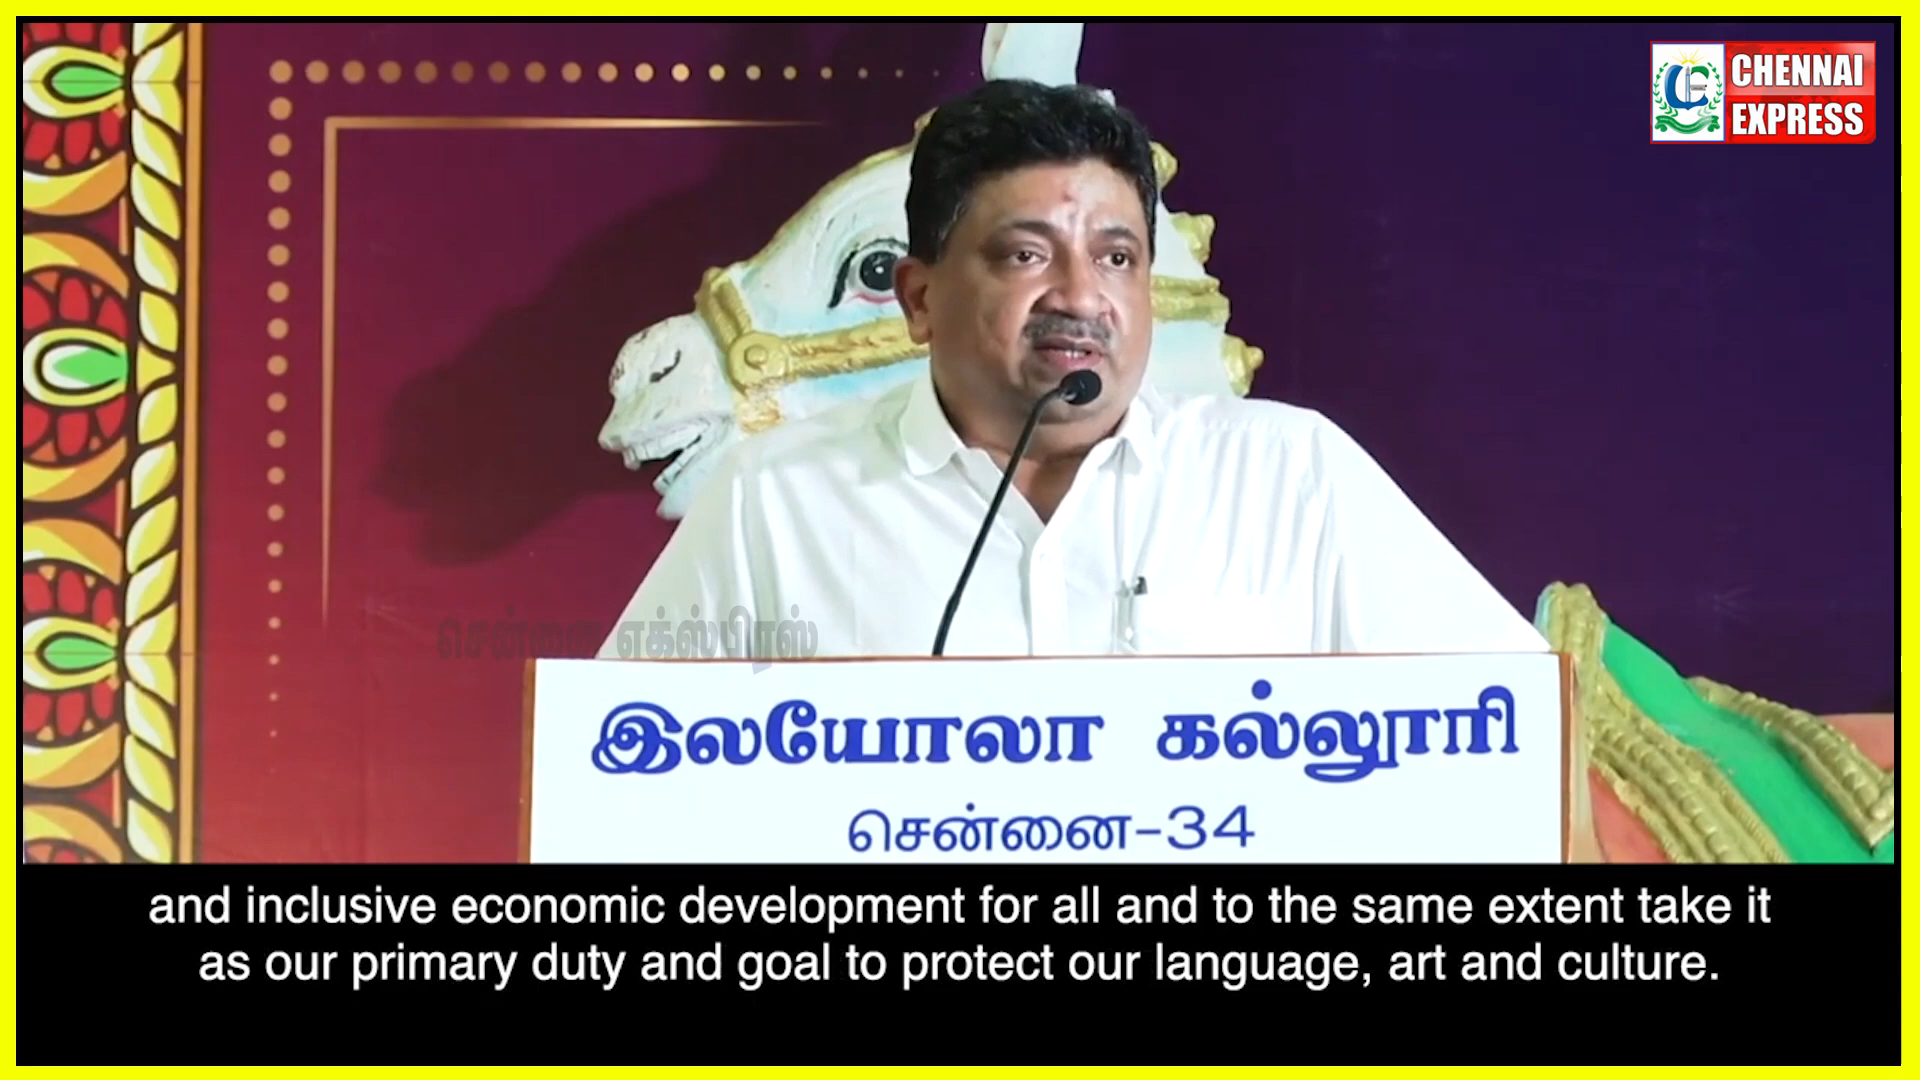 CHENNAI
EXPRESS
சென்னை எக்ஸ்பிரஸ்
இலயோலா கல்லூரி
சென்னை-34
and inclusive economic development for all and to the same extent take it
as our primary duty and goal to protect our language, art and culture.